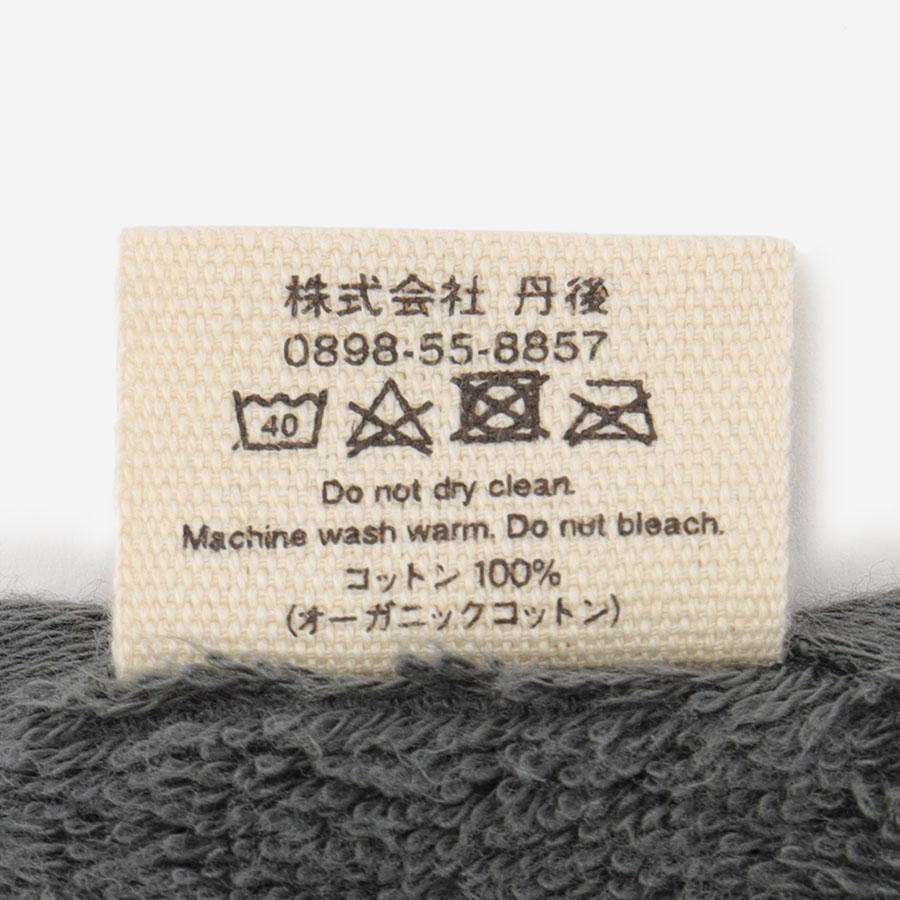 株式会社 丹後
0898-55-8857
40
Do not dry clean.
Machine wash warm. Do not bleach.
コットン 100%
(オーガニックコットン)